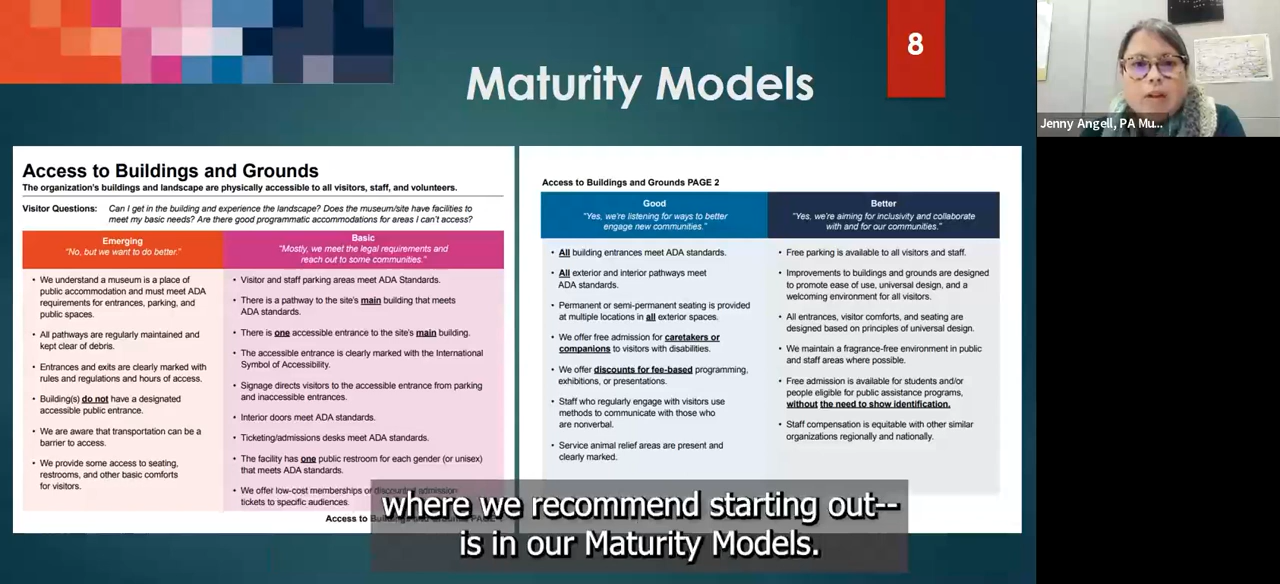 Maturity Models
8
Jenny Angell, PA Mu...
Access to Buildings and Grounds
The organization's buildings and landscape are physically accessible to all visitors, staff, and volunteers.
Visitor Questions: Can I get in the building and experience the landscape? Does the museum/site have facilities to
meet my basic needs? Are there good programmatic accommodations for areas I can't access?
Emerging
"No, but we want to do better."
• We understand a museum is a place of
public accommodation and must meet ADA
requirements for entrances, parking, and
public spaces.
• All pathways are regularly maintained and
kept clear of debris.
• Entrances and exits are clearly marked with
rules and regulations and hours of access.
• Building(s) do not have a designated
accessible public entrance.
• We are aware that transportation can be a
barrier to access.
• We provide some access to seating,
restrooms, and other basic comforts
for visitors.
Basic
"Mostly, we meet the legal requirements and
reach out to some communities."
• Visitor and staff parking areas meet ADA Standards.
• There is a pathway to the site's main building that meets
ADA standards.
• There is one accessible entrance to the site's main building.
• The accessible entrance is clearly marked with the International
Symbol of Accessibility.
• Signage directs visitors to the accessible entrance from parking
and inaccessible entrances.
• Interior doors meet ADA standards.
• Ticketing/admissions desks meet ADA standards.
• The facility has one public restroom for each gender (or unisex)
that meets ADA standards.
• We offer low-cost memberships or discounted admission
tickets to specific audiences.
Access to Buildings and Grounds PAGE
Access to Buildings and Grounds PAGE 2
Good
"Yes, we're listening for ways to better
engage new communities."
• All building entrances meet ADA standards.
• All exterior and interior pathways meet
ADA standards.
• Permanent or semi-permanent seating is provided
at multiple locations in all exterior spaces.
• We offer free admission for caretakers or
companions to visitors with disabilities.
• We offer discounts for fee-based programming,
exhibitions, or presentations.
• Staff who regularly engage with visitors use
methods to communicate with those who
are nonverbal.
• Service animal relief areas are present and
clearly marked.
Better
"Yes, we're aiming for inclusivity and collaborate
with and for our communities."
• Free parking is available to all visitors and staff.
• Improvements to buildings and grounds are designed
to promote ease of use, universal design, and a
welcoming environment for all visitors.
• All entrances, visitor comforts, and seating are
designed based on principles of universal design.
• We maintain a fragrance-free environment in public
and staff areas where possible.
• Free admission is available for students and/or
people eligible for public assistance programs,
without the need to show identification.
• Staff compensation is equitable with other similar
organizations regionally and nationally.
where we recommend starting out--
is in our Maturity Models.